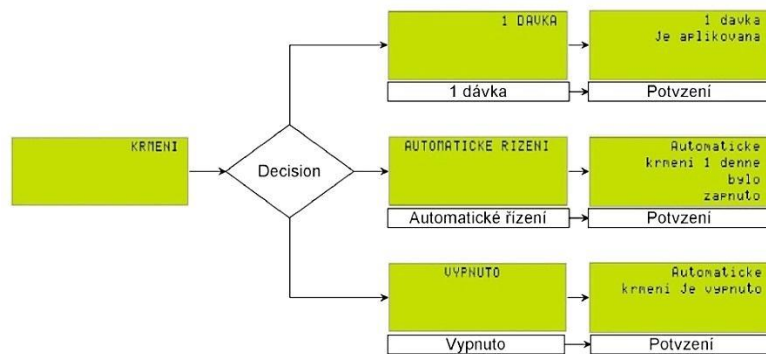 1 DAVKA
1 davka
Je aplikovana
1 dávka
Potvzení
KRMENI
Decision
AUTOMATICKE RIZENI
Automaticke
krmeni 1 denne
bylo
zapnuto
Automatické řízení
Potvzení
VYPNUTO
Automaticke
krmeni Je vypnuto
Vypnuto
Potvzení